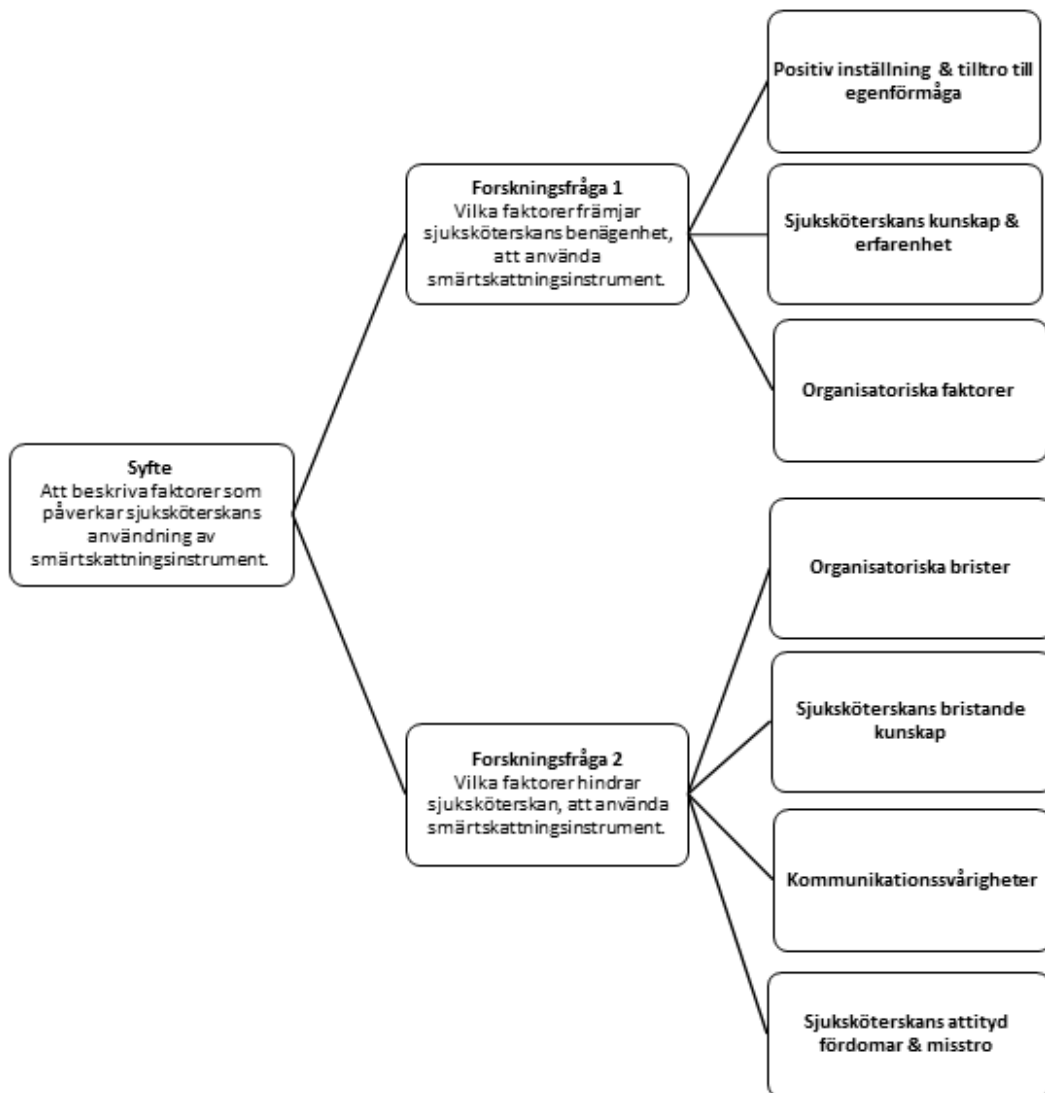 Syfte
Att beskriva faktorer som
påverkar sjuksköterskans
användning av
smärtskattningsinstrument.
Forskningsfråga 1
Vilka faktorer främjar
sjuksköterskans benägenhet,
att använda
smärtskattningsinstrument.
Positiv inställning & tilltro till
egenförmåga
Sjuksköterskans kunskap &
erfarenhet
Organisatoriska faktorer
Forskningsfråga 2
Vilka faktorer hindrar
sjuksköterskan, att använda
smärtskattningsinstrument.
Organisatoriska brister
Sjuksköterskans bristande
kunskap
Kommunikationssvårigheter
Sjuksköterskans attityd
fördomar & misstro